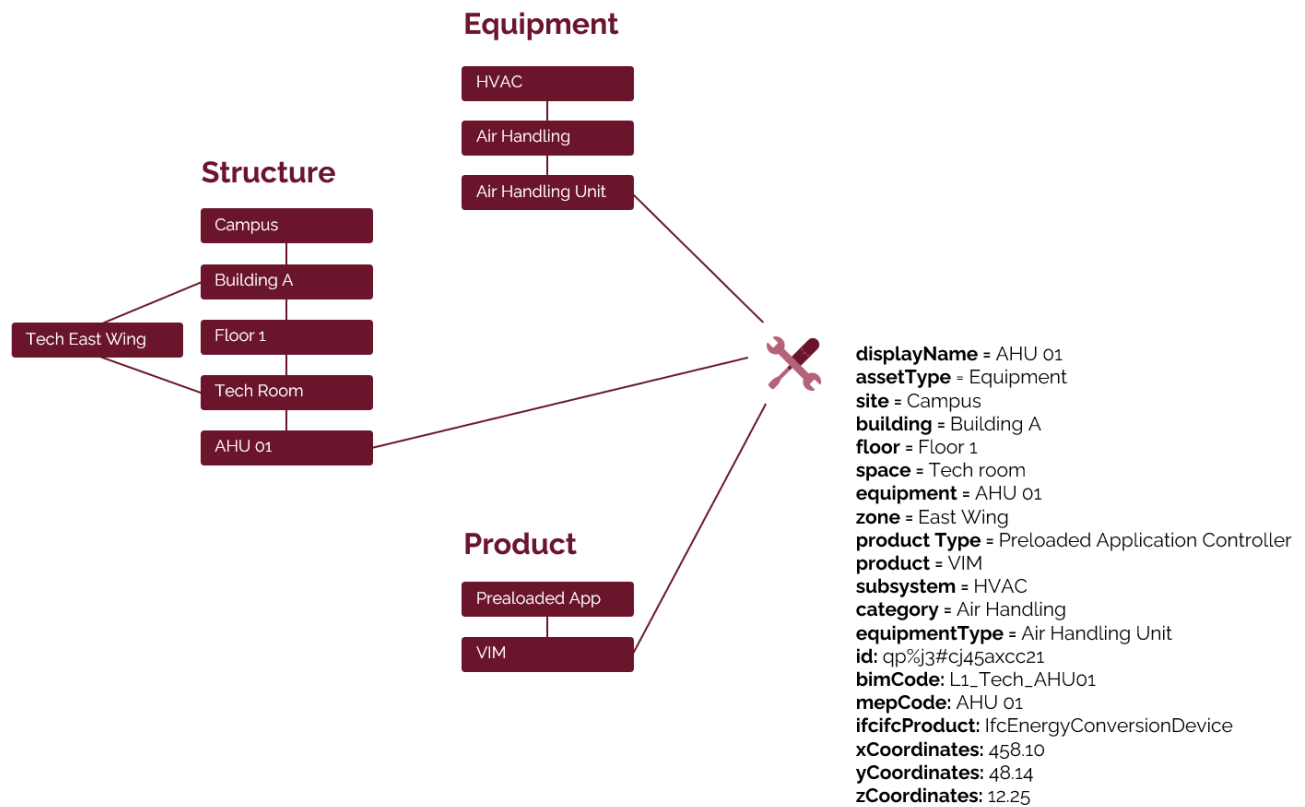 Equipment
HVAC
Air Handling
Air Handling Unit
Structure
Campus
Building A
Tech East Wing
Floor 1
Tech Room
AHU 01
Product
Prealoaded App
VIM
displayName = AHU 01
assetType = Equipment
site = Campus
building = Building A
floor = Floor 1
space = Tech room
equipment = AHU 01
zone = East Wing
product Type = Preloaded Application Controller
product = VIM
subsystem = HVAC
category = Air Handling
equipmentType = Air Handling Unit
id: qp%j3#cj45axcc21
bimCode: L1_Tech_AHU01
mepCode: AHU 01
ifcifcProduct: IfcEnergyConversionDevice
xCoordinates: 458.10
yCoordinates: 48.14
zCoordinates: 12.25